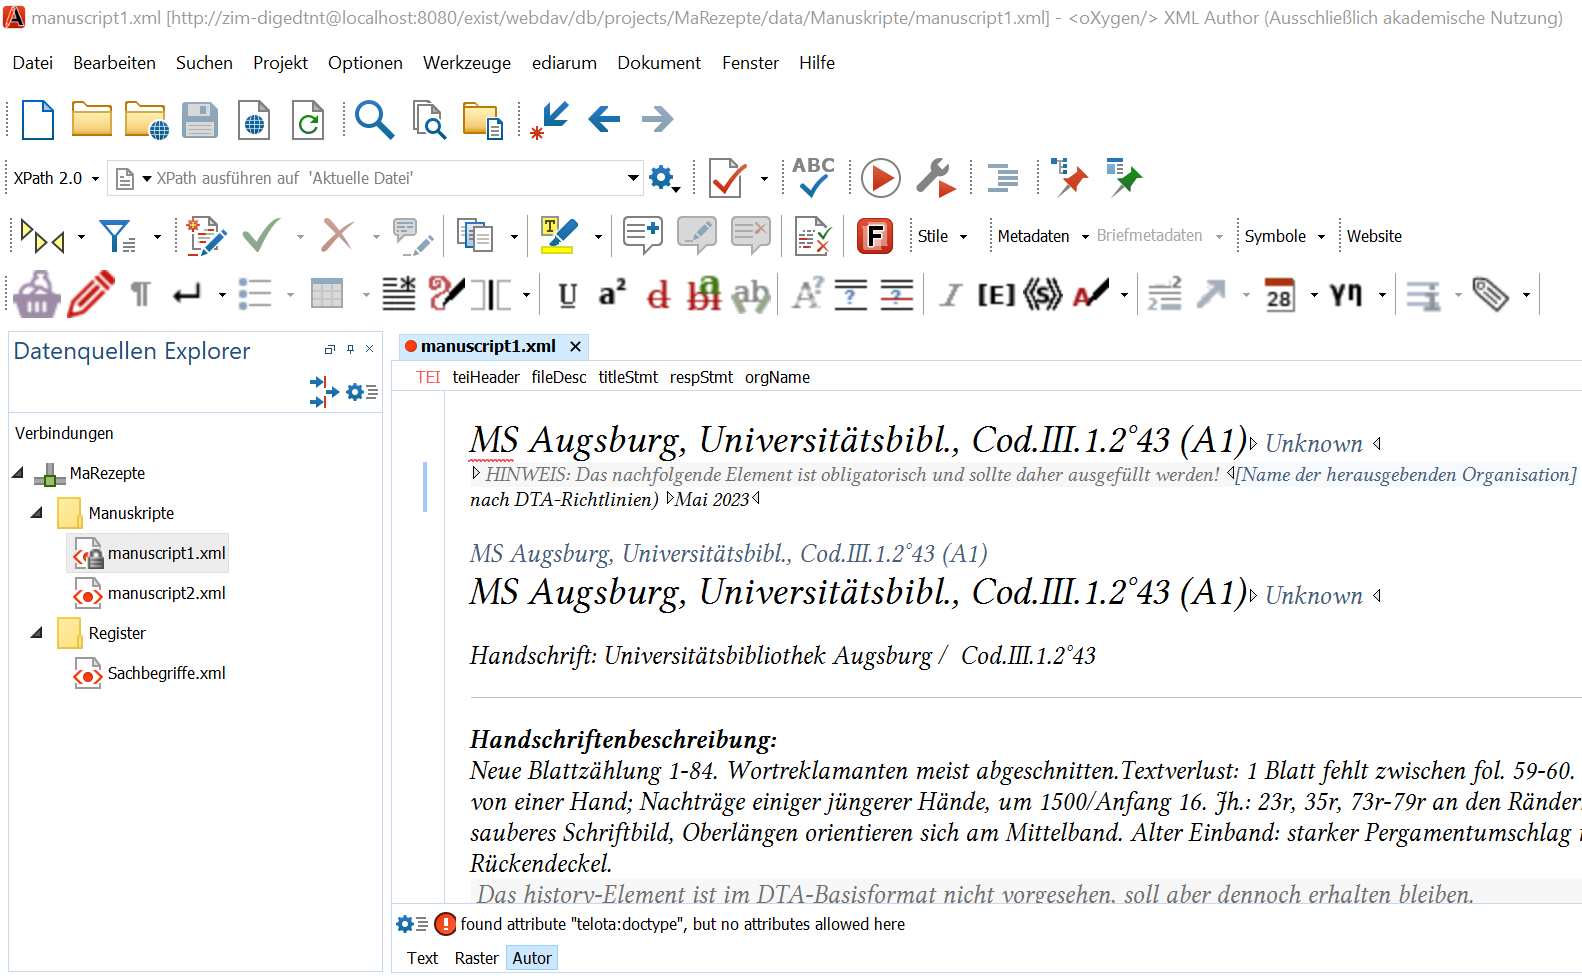 manuscript1.xml [http://zim-digedtnt@localhost:8080/exist/webdav/db/projects/MaRezepte/data/Manuskripte/manuscript1.xml] - <oXygen/> XML Author (Ausschließlich akademische Nutzung)
Datei Bearbeiten Suchen Projekt Optionen Werkzeuge ediarum Dokument Fenster Hilfe
XPath 2.0 XPath ausführen auf 'Aktuelle Datei' ABC
T F Stile Metadaten Briefmetadaten Symbole Website
¶ U a² d bi a ab A? ? ? I [E] «S» A 1 2 2 28 γη
Datenquellen Explorer
Verbindungen
MaRezepte
Manuskripte
manuscript1.xml
manuscript2.xml
Register
Sachbegriffe.xml
manuscript1.xml
TEI teiHeader fileDesc titleStmt respStmt orgName
MS Augsburg, Universitätsbibl., Cod.III.1.2°43 (A1) Unknown
HINWEIS: Das nachfolgende Element ist obligatorisch und sollte daher ausgefüllt werden! [Name der herausgebenden Organisation]
nach DTA-Richtlinien) Mai 2023
MS Augsburg, Universitätsbibl., Cod.III.1.2°43 (A1)
MS Augsburg, Universitätsbibl., Cod.III.1.2°43 (A1) Unknown
Handschrift: Universitätsbibliothek Augsburg / Cod.III.1.2°43
Handschriftenbeschreibung:
Neue Blattzählung 1-84. Wortreklamanten meist abgeschnitten.Textverlust: 1 Blatt fehlt zwischen fol. 59-60.
von einer Hand; Nachträge einiger jüngerer Hände, um 1500/Anfang 16. Jh.: 23r, 35r, 73r-79r an den Rändern
sauberes Schriftbild, Oberlängen orientieren sich am Mittelband. Alter Einband: starker Pergamentumschlag
Rückendeckel.
Das history-Element ist im DTA-Basisformat nicht vorgesehen, soll aber dennoch erhalten bleiben.
found attribute "telota:doctype", but no attributes allowed here
Text Raster Autor